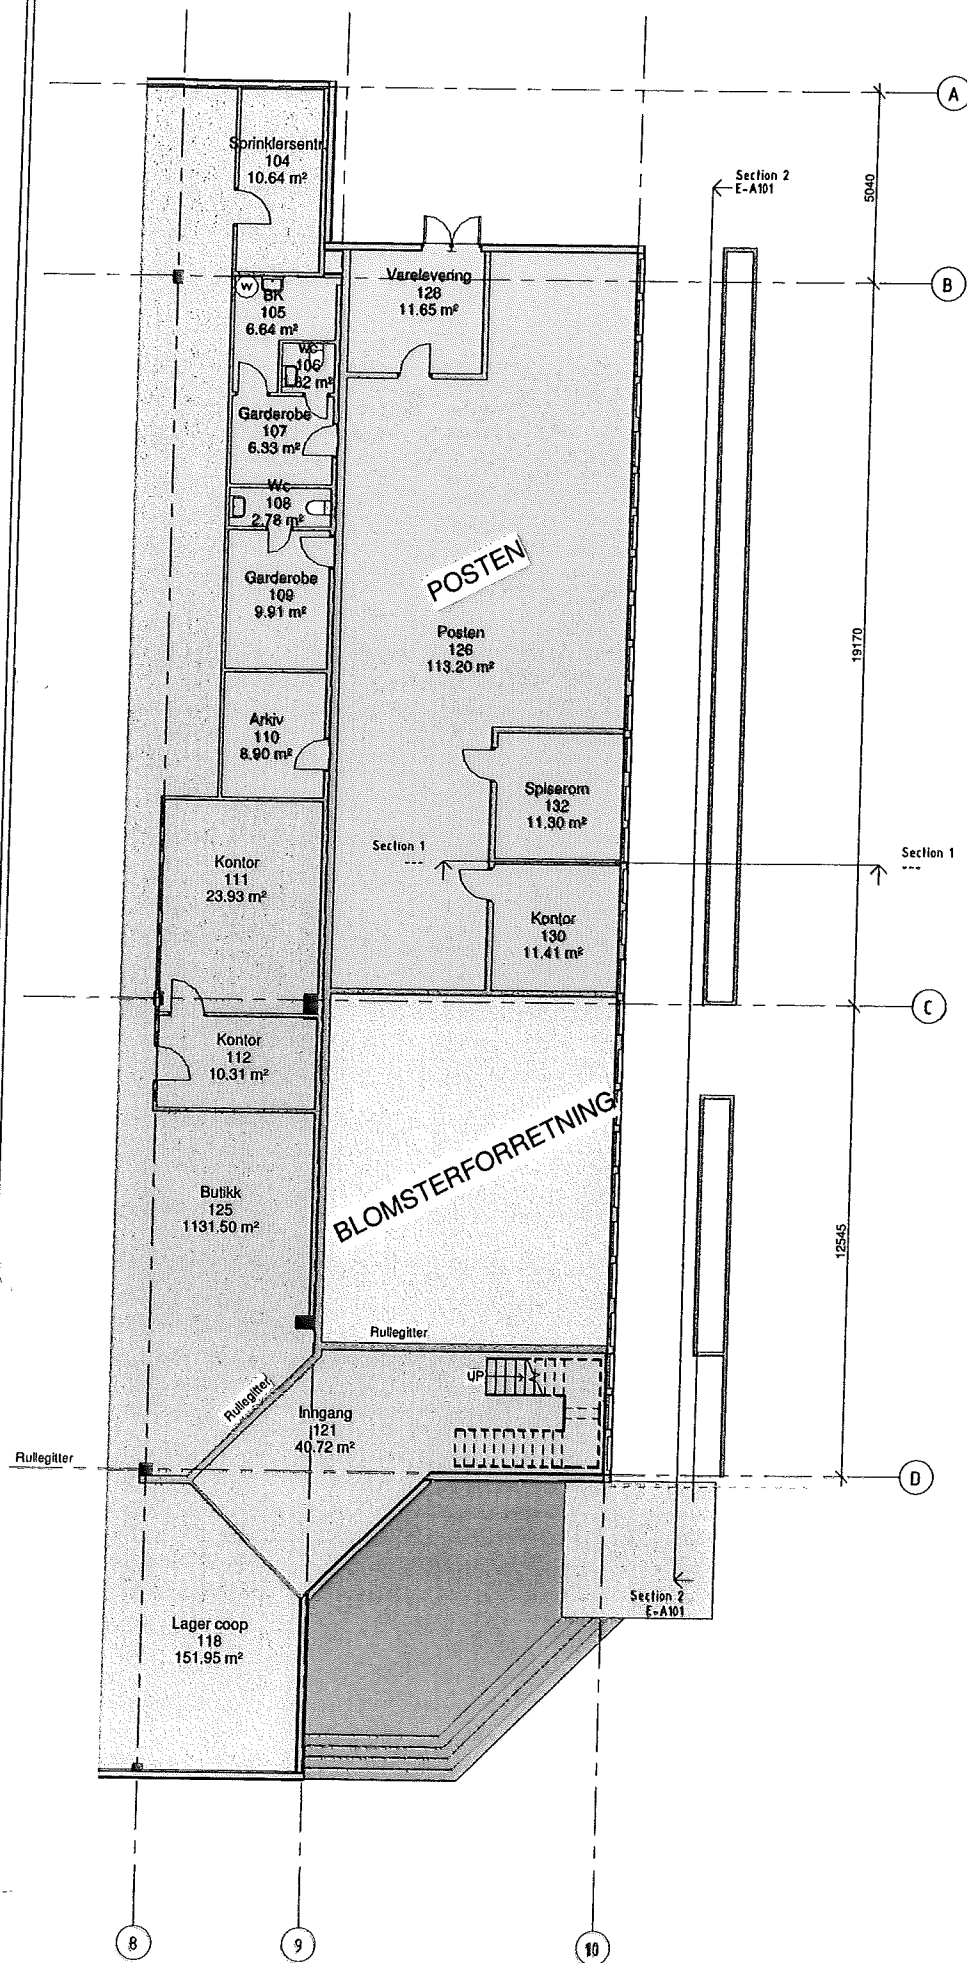 A
Section 2
E-A101
5040
Sprinklersentr.
104
10.64 m²
B
Varelevering
128
11.65 m²
W
BK
105
6.64 m²
WC
106
Garderobe
107
6.33 m²
Wc
108
2.78 m²
POSTEN
Garderobe
109
9.91 m²
Posten
126
113.20 m²
19170
Arkiv
110
8.90 m²
Spiserom
132
11.30 m²
Section 1
---
Section 1
---
Kontor
111
23.93 m²
Kontor
130
11.41 m²
C
Kontor
112
10.31 m²
BLOMSTERFORRETNING
Butikk
125
1131.50 m²
12545
Rullegitter
UP
Rullegitter
Inngang
121
40.72 m²
Rullegitter
D
Section 2
E-A101
Lager coop
118
151.95 m²
8
9
10